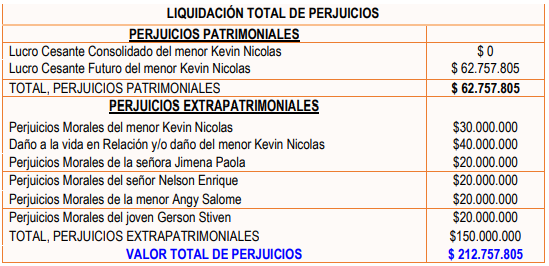 LIQUIDACIÓN TOTAL DE PERJUICIOS
PERJUICIOS PATRIMONIALES
Lucro Cesante Consolidado del menor Kevin Nicolas $ 0
Lucro Cesante Futuro del menor Kevin Nicolas $ 62.757.805
TOTAL, PERJUICIOS PATRIMONIALES $ 62.757.805
PERJUICIOS EXTRAPATRIMONIALES
Perjuicios Morales del menor Kevin Nicolas $30.000.000
Daño a la vida en Relación y/o daño del menor Kevin Nicolas $40.000.000
Perjuicios Morales de la señora Jimena Paola $20.000.000
Perjuicios Morales del señor Nelson Enrique $20.000.000
Perjuicios Morales de la menor Angy Salome $20.000.000
Perjuicios Morales del joven Gerson Stiven $20.000.000
TOTAL, PERJUICIOS EXTRAPATRIMONIALES $150.000.000
VALOR TOTAL DE PERJUICIOS $ 212.757.805